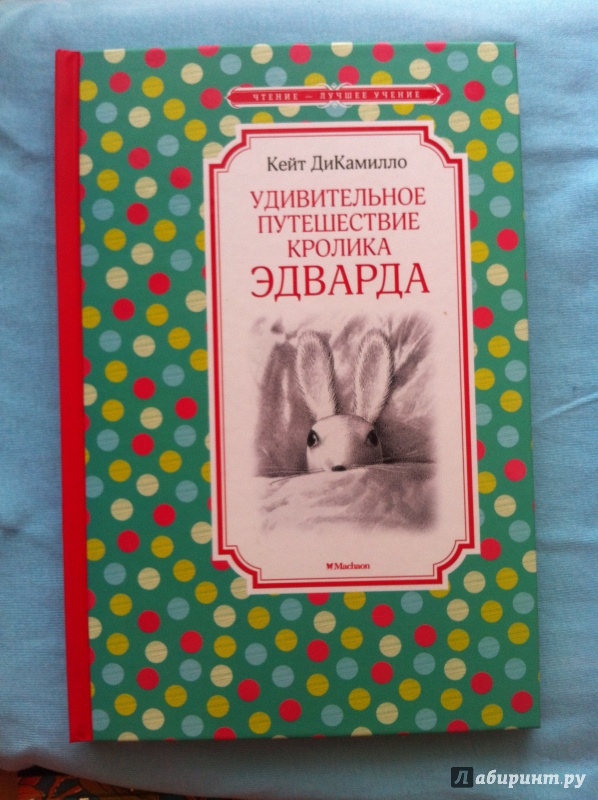 ЧТЕНИЕ – ЛУЧШЕЕ УЧЕНИЕ
Кейт ДиКамилло
УДИВИТЕЛЬНОЕ
ПУТЕШЕСТВИЕ
КРОЛИКА
ЭДВАРДА
Machaon
Лабиринт.ру